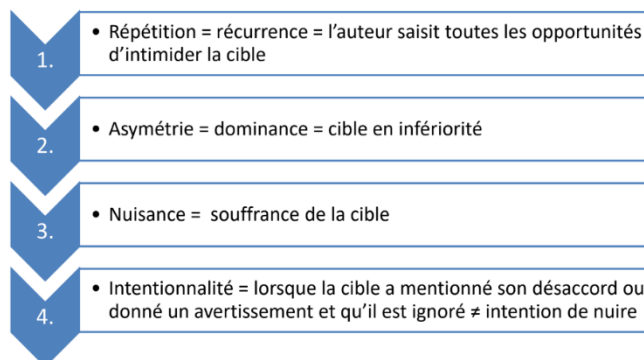 1.
• Répétition = récurrence = l’auteur saisit toutes les opportunités
d’intimider la cible
2.
• Asymétrie = dominance = cible en infériorité
3.
• Nuisance = souffrance de la cible
4.
• Intentionnalité = lorsque la cible a mentionné son désaccord ou
donné un avertissement et qu’il est ignoré ≠ intention de nuire